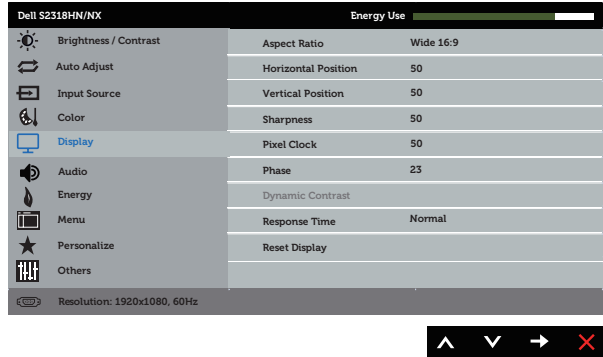 Dell S2318HN/NX Energy Use
Brightness / Contrast
Auto Adjust
Input Source
Color
Display
Audio
Energy
Menu
Personalize
Others
Aspect Ratio Wide 16:9
Horizontal Position 50
Vertical Position 50
Sharpness 50
Pixel Clock 50
Phase 23
Dynamic Contrast
Response Time Normal
Reset Display
Resolution: 1920x1080, 60Hz